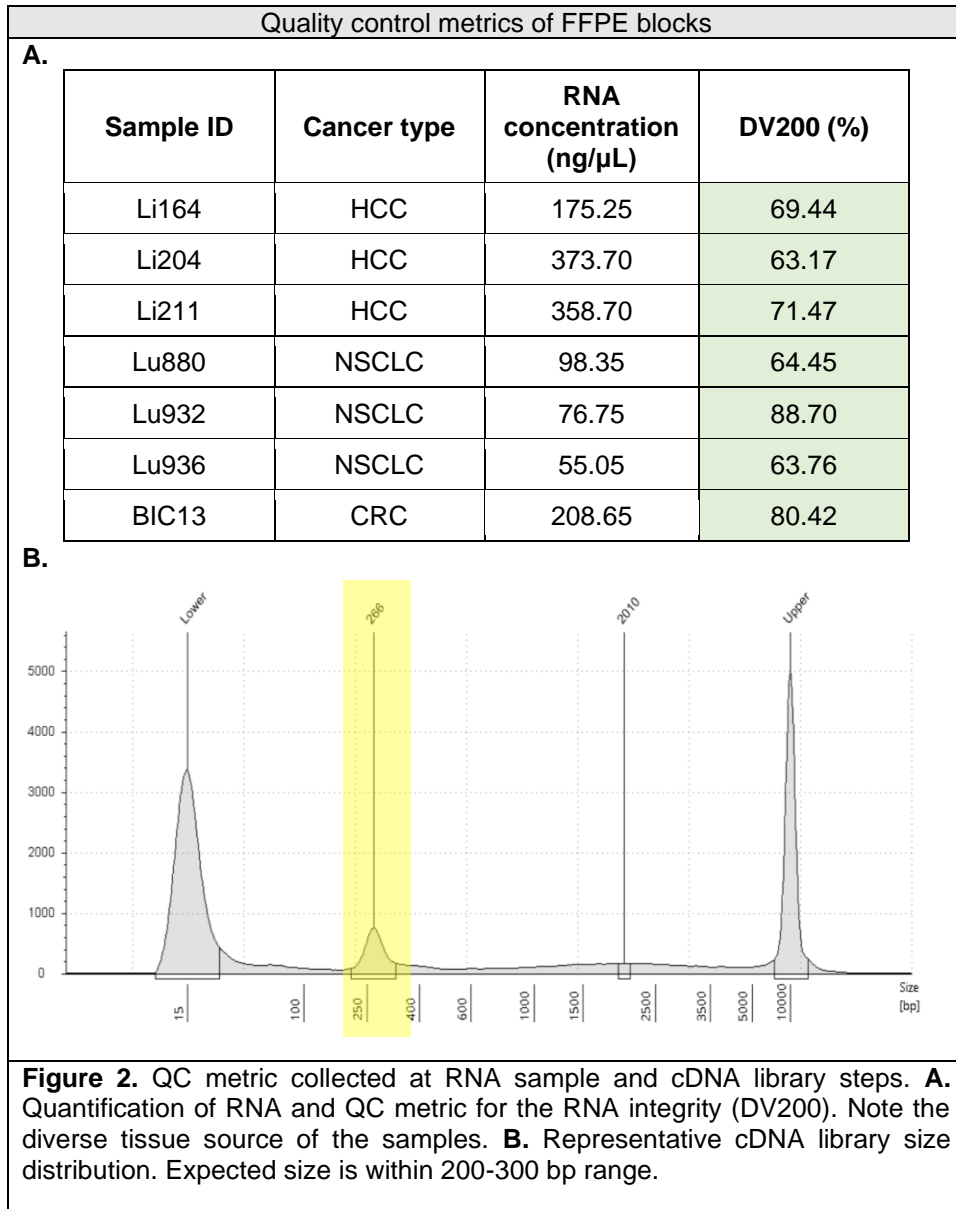 Quality control metrics of FFPE blocks
A.
Sample ID Cancer type RNA concentration (ng/µL) DV200 (%)
Li164 HCC 175.25 69.44
Li204 HCC 373.70 63.17
Li211 HCC 358.70 71.47
Lu880 NSCLC 98.35 64.45
Lu932 NSCLC 76.75 88.70
Lu936 NSCLC 55.05 63.76
BIC13 CRC 208.65 80.42
B.
Lower 266 2010 Upper
5000
4000
3000
2000
1000
0
15 100 250 400 600 1000 1500 2500 3500 5000 10000 Size [bp]
Figure 2. QC metric collected at RNA sample and cDNA library steps. A.
Quantification of RNA and QC metric for the RNA integrity (DV200). Note the
diverse tissue source of the samples. B. Representative cDNA library size
distribution. Expected size is within 200-300 bp range.